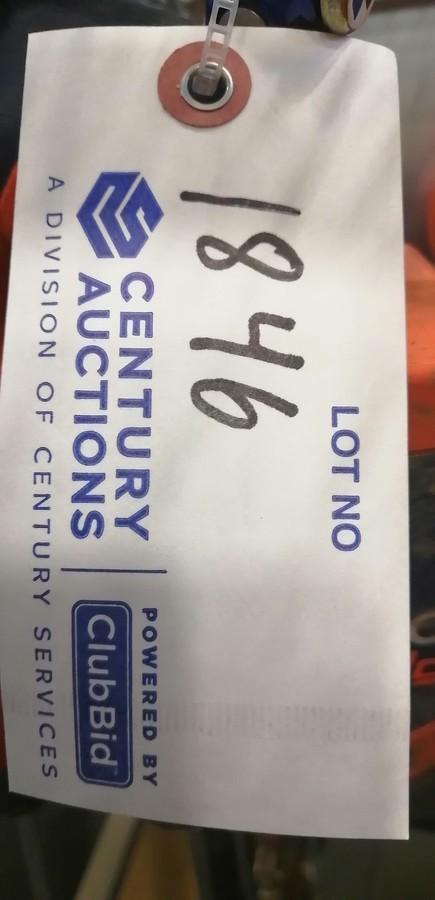 LOT NO
1846
CENTURY
AUCTIONS
POWERED BY
ClubBid
A DIVISION OF CENTURY SERVICES